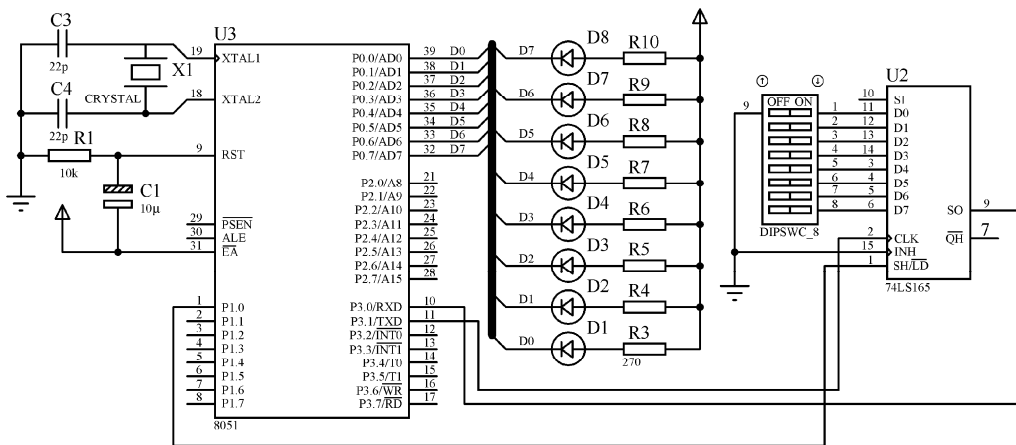 C3
22p
X1
CRYSTAL
C4
22p
R1
10k
C1
10µ
U3
19 XTAL1
18 XTAL2
9 RST
29 PSEN
30 ALE
31 EA
1 P1.0
2 P1.1
3 P1.2
4 P1.3
5 P1.4
6 P1.5
7 P1.6
8 P1.7
P0.0/AD0 39 D0
P0.1/AD1 38 D1
P0.2/AD2 37 D2
P0.3/AD3 36 D3
P0.4/AD4 35 D4
P0.5/AD5 34 D5
P0.6/AD6 33 D6
P0.7/AD7 32 D7
P2.0/A8 21
P2.1/A9 22
P2.2/A10 23
P2.3/A11 24
P2.4/A12 25
P2.5/A13 26
P2.6/A14 27
P2.7/A15 28
P3.0/RXD 10
P3.1/TXD 11
P3.2/INT0 12
P3.3/INT1 13
P3.4/T0 14
P3.5/T1 15
P3.6/WR 16
P3.7/RD 17
8051
D7 D8 R10
D6 D7 R9
D5 D6 R8
D4 D5 R7
D3 D4 R6
D2 D3 R5
D1 D2 R4
D0 D1 R3
270
9 OFF ON
1
2
3
4
5
6
7
8
DIPSWC_8
U2
10 SI
11 D0
12 D1
13 D2
14 D3
3 D4
4 D5
5 D6
6 D7
SO 9
QH 7
2 CLK
15 INH
1 SH/LD
74LS165